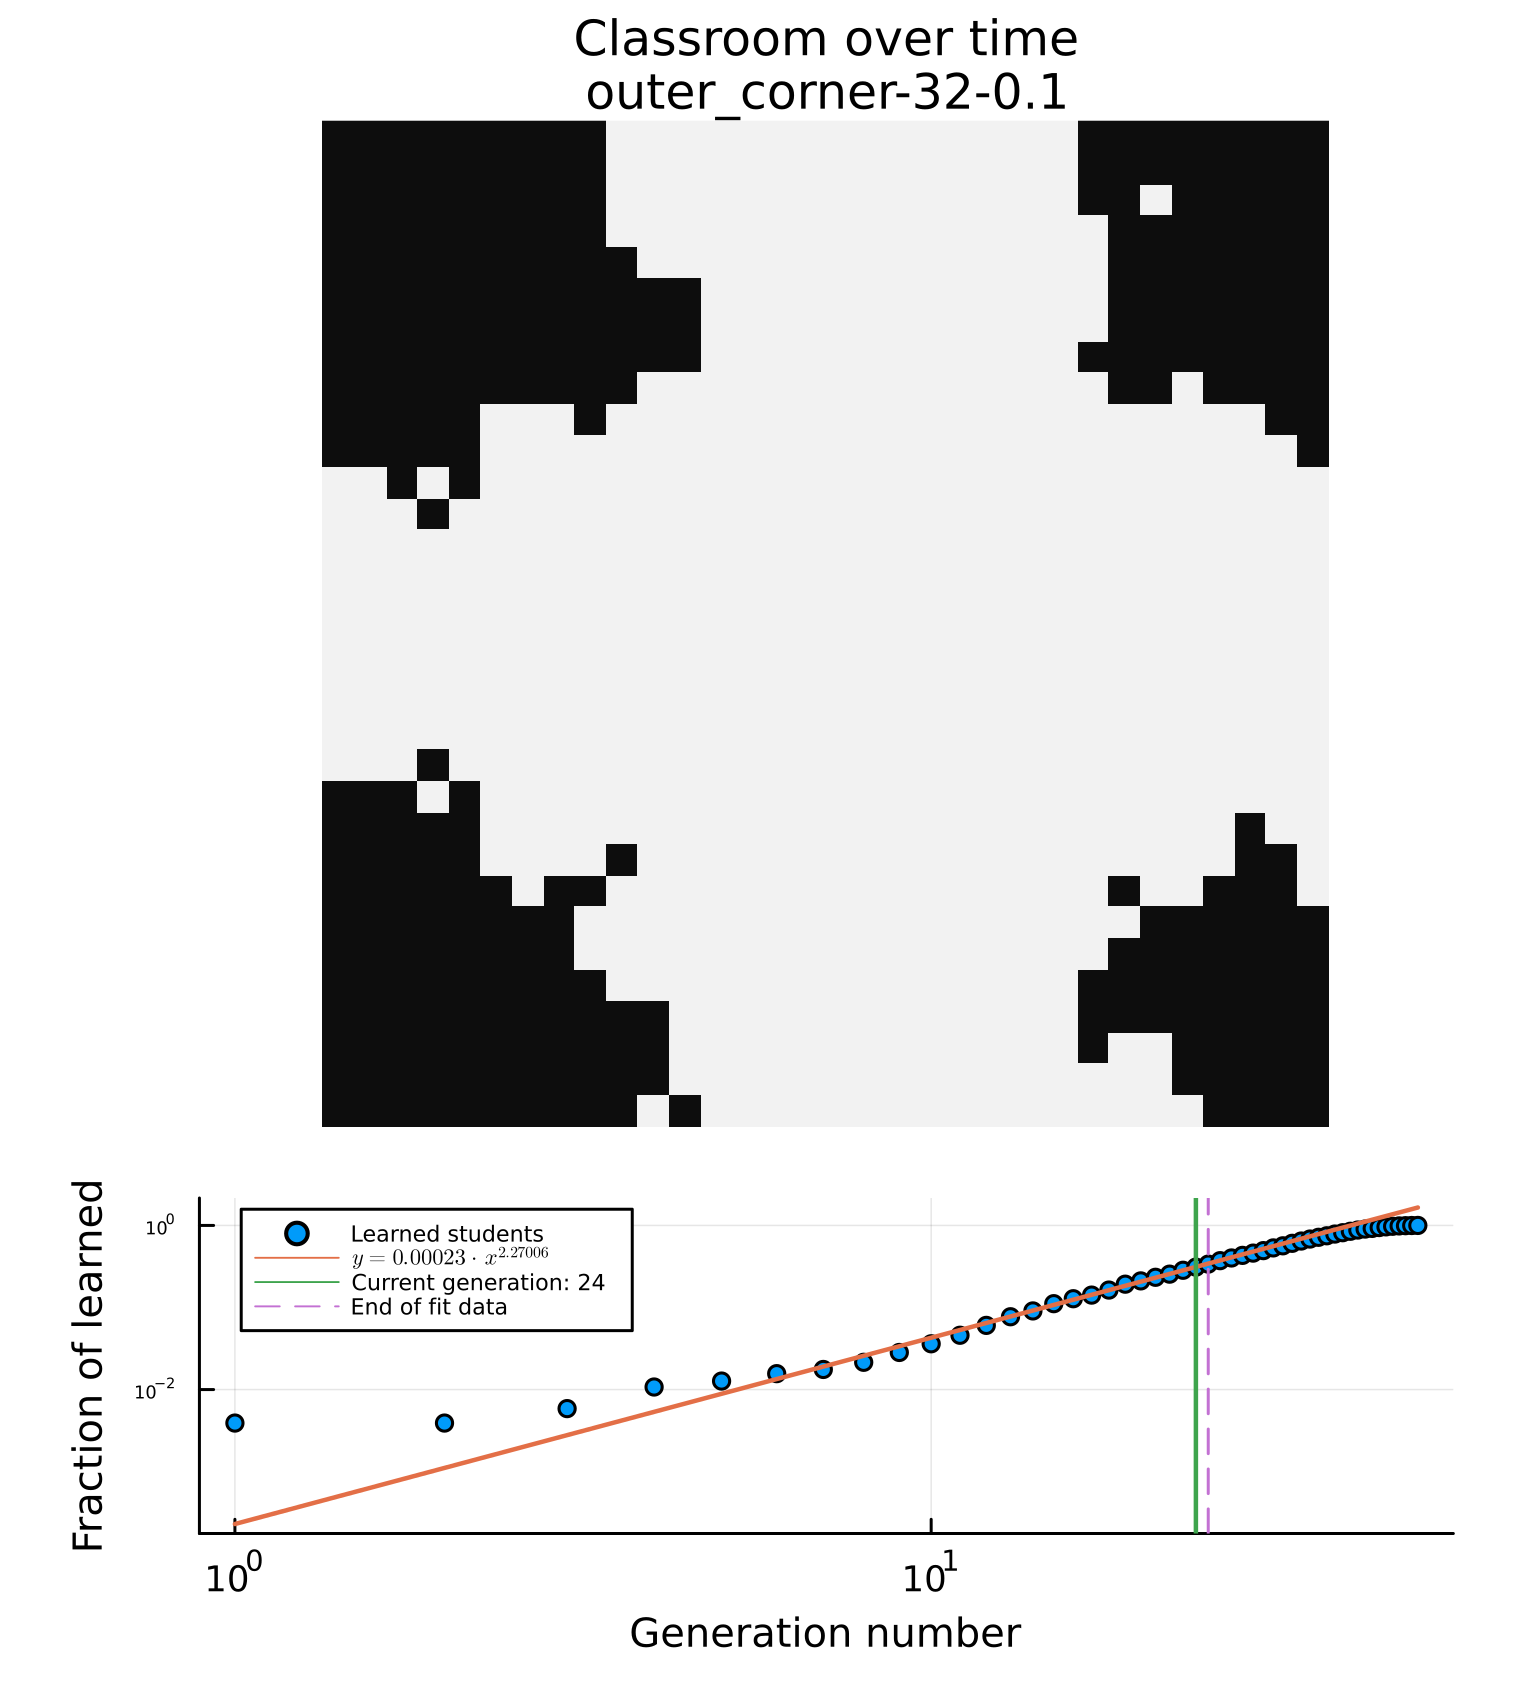 Classroom over time
outer_corner-32-0.1
Fraction of learned
10^0
10^{-2}
Learned students
y = 0.00023 · x^{2.27006}
Current generation: 24
End of fit data
10^0
10^1
Generation number